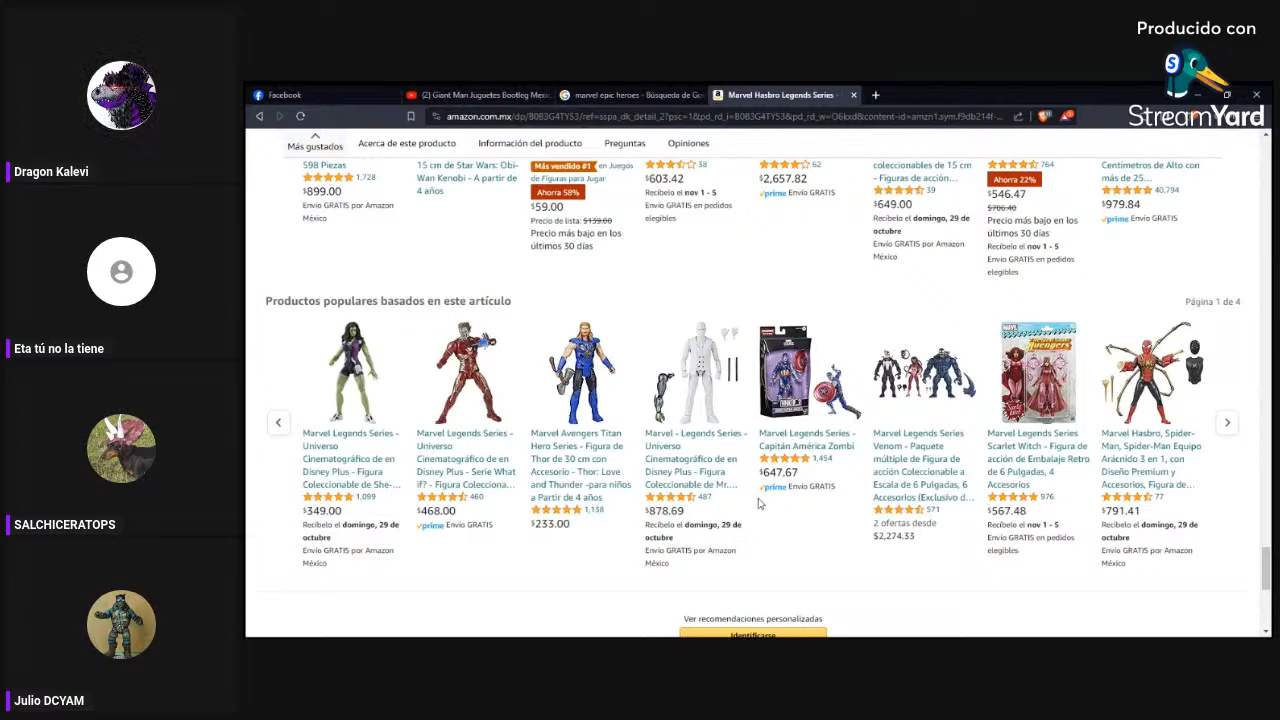 Producido con
StreamYard
Dragon Kalevi
Eta tú no la tiene
SALCHICERATOPS
Julio DCYAM
Facebook
(2) Giant Man Juguetes Bootleg Mexi
marvel epic heroes - Búsqueda de Go
Marvel Hasbro Legends Series -
Más gustados
Acerca de este producto
Información del producto
Preguntas
Opiniones
598 Piezas
1,728
$899.00
Envío GRATIS por Amazon
México
15 cm de Star Wars: Obi-
Wan Kenobi - A partir de
4 años
Más vendido #1 en Juegos
de Figuras para Jugar
Ahorra 58%
$59.00
Precio de lista: $139.00
Precio más bajo en los
últimos 30 días
38
$603.42
Recíbelo el nov 1 - 5
Envío GRATIS en pedidos
elegibles
62
$2,657.82
prime Envío GRATIS
coleccionables de 15 cm
- Figuras de acción...
39
$649.00
Recíbelo el domingo, 29 de
octubre
Envío GRATIS por Amazon
México
764
Ahorra 22%
$546.47
$706.40
Precio más bajo en los
últimos 30 días
Recíbelo el nov 1 - 5
Envío GRATIS en pedidos
elegibles
Centímetros de Alto con
más de 25...
40,794
$979.84
prime Envío GRATIS
Productos populares basados en este artículo
Página 1 de 4
Marvel Legends Series -
Universo
Cinematográfico en
Disney Plus - Figura
Coleccionable de She-...
1,099
$349.00
Recíbelo el domingo, 29 de
octubre
Envío GRATIS por Amazon
México
Marvel Legends Series -
Universo
Cinematográfico en
Disney Plus - Serie What
if? - Figura Colecciona...
460
$468.00
prime Envío GRATIS
Marvel Avengers Titan
Hero Series - Figura de
Thor de 30 cm con
Accesorio - Thor: Love
and Thunder -para niños
a Partir de 4 años
1,138
$233.00
Marvel - Legends Series -
Universo
Cinematográfico en
Disney Plus - Figura
Coleccionable de Mr....
487
$878.69
Recíbelo el domingo, 29 de
octubre
Envío GRATIS por Amazon
México
Marvel Legends Series -
Capitán América Zombi
1,454
$647.67
prime Envío GRATIS
Marvel Legends Series
Venom - Paquete
múltiple de Figura de
acción Coleccionable a
Escala de 6 Pulgadas, 6
Accesorios (Exclusivo d...
571
2 ofertas desde
$2,274.33
Marvel Legends Series
Scarlet Witch - Figura de
acción de Embalaje Retro
de 6 Pulgadas, 4
Accesorios
976
$567.48
Recíbelo el nov 1 - 5
Envío GRATIS en pedidos
elegibles
Marvel Hasbro, Spider-
Man, Spider-Man Equipo
Arácnido 3 en 1, con
Diseño Premium y
Accesorios, Figura de...
77
$791.41
Recíbelo el domingo, 29 de
octubre
Envío GRATIS por Amazon
México
Ver recomendaciones personalizadas
Identificarse